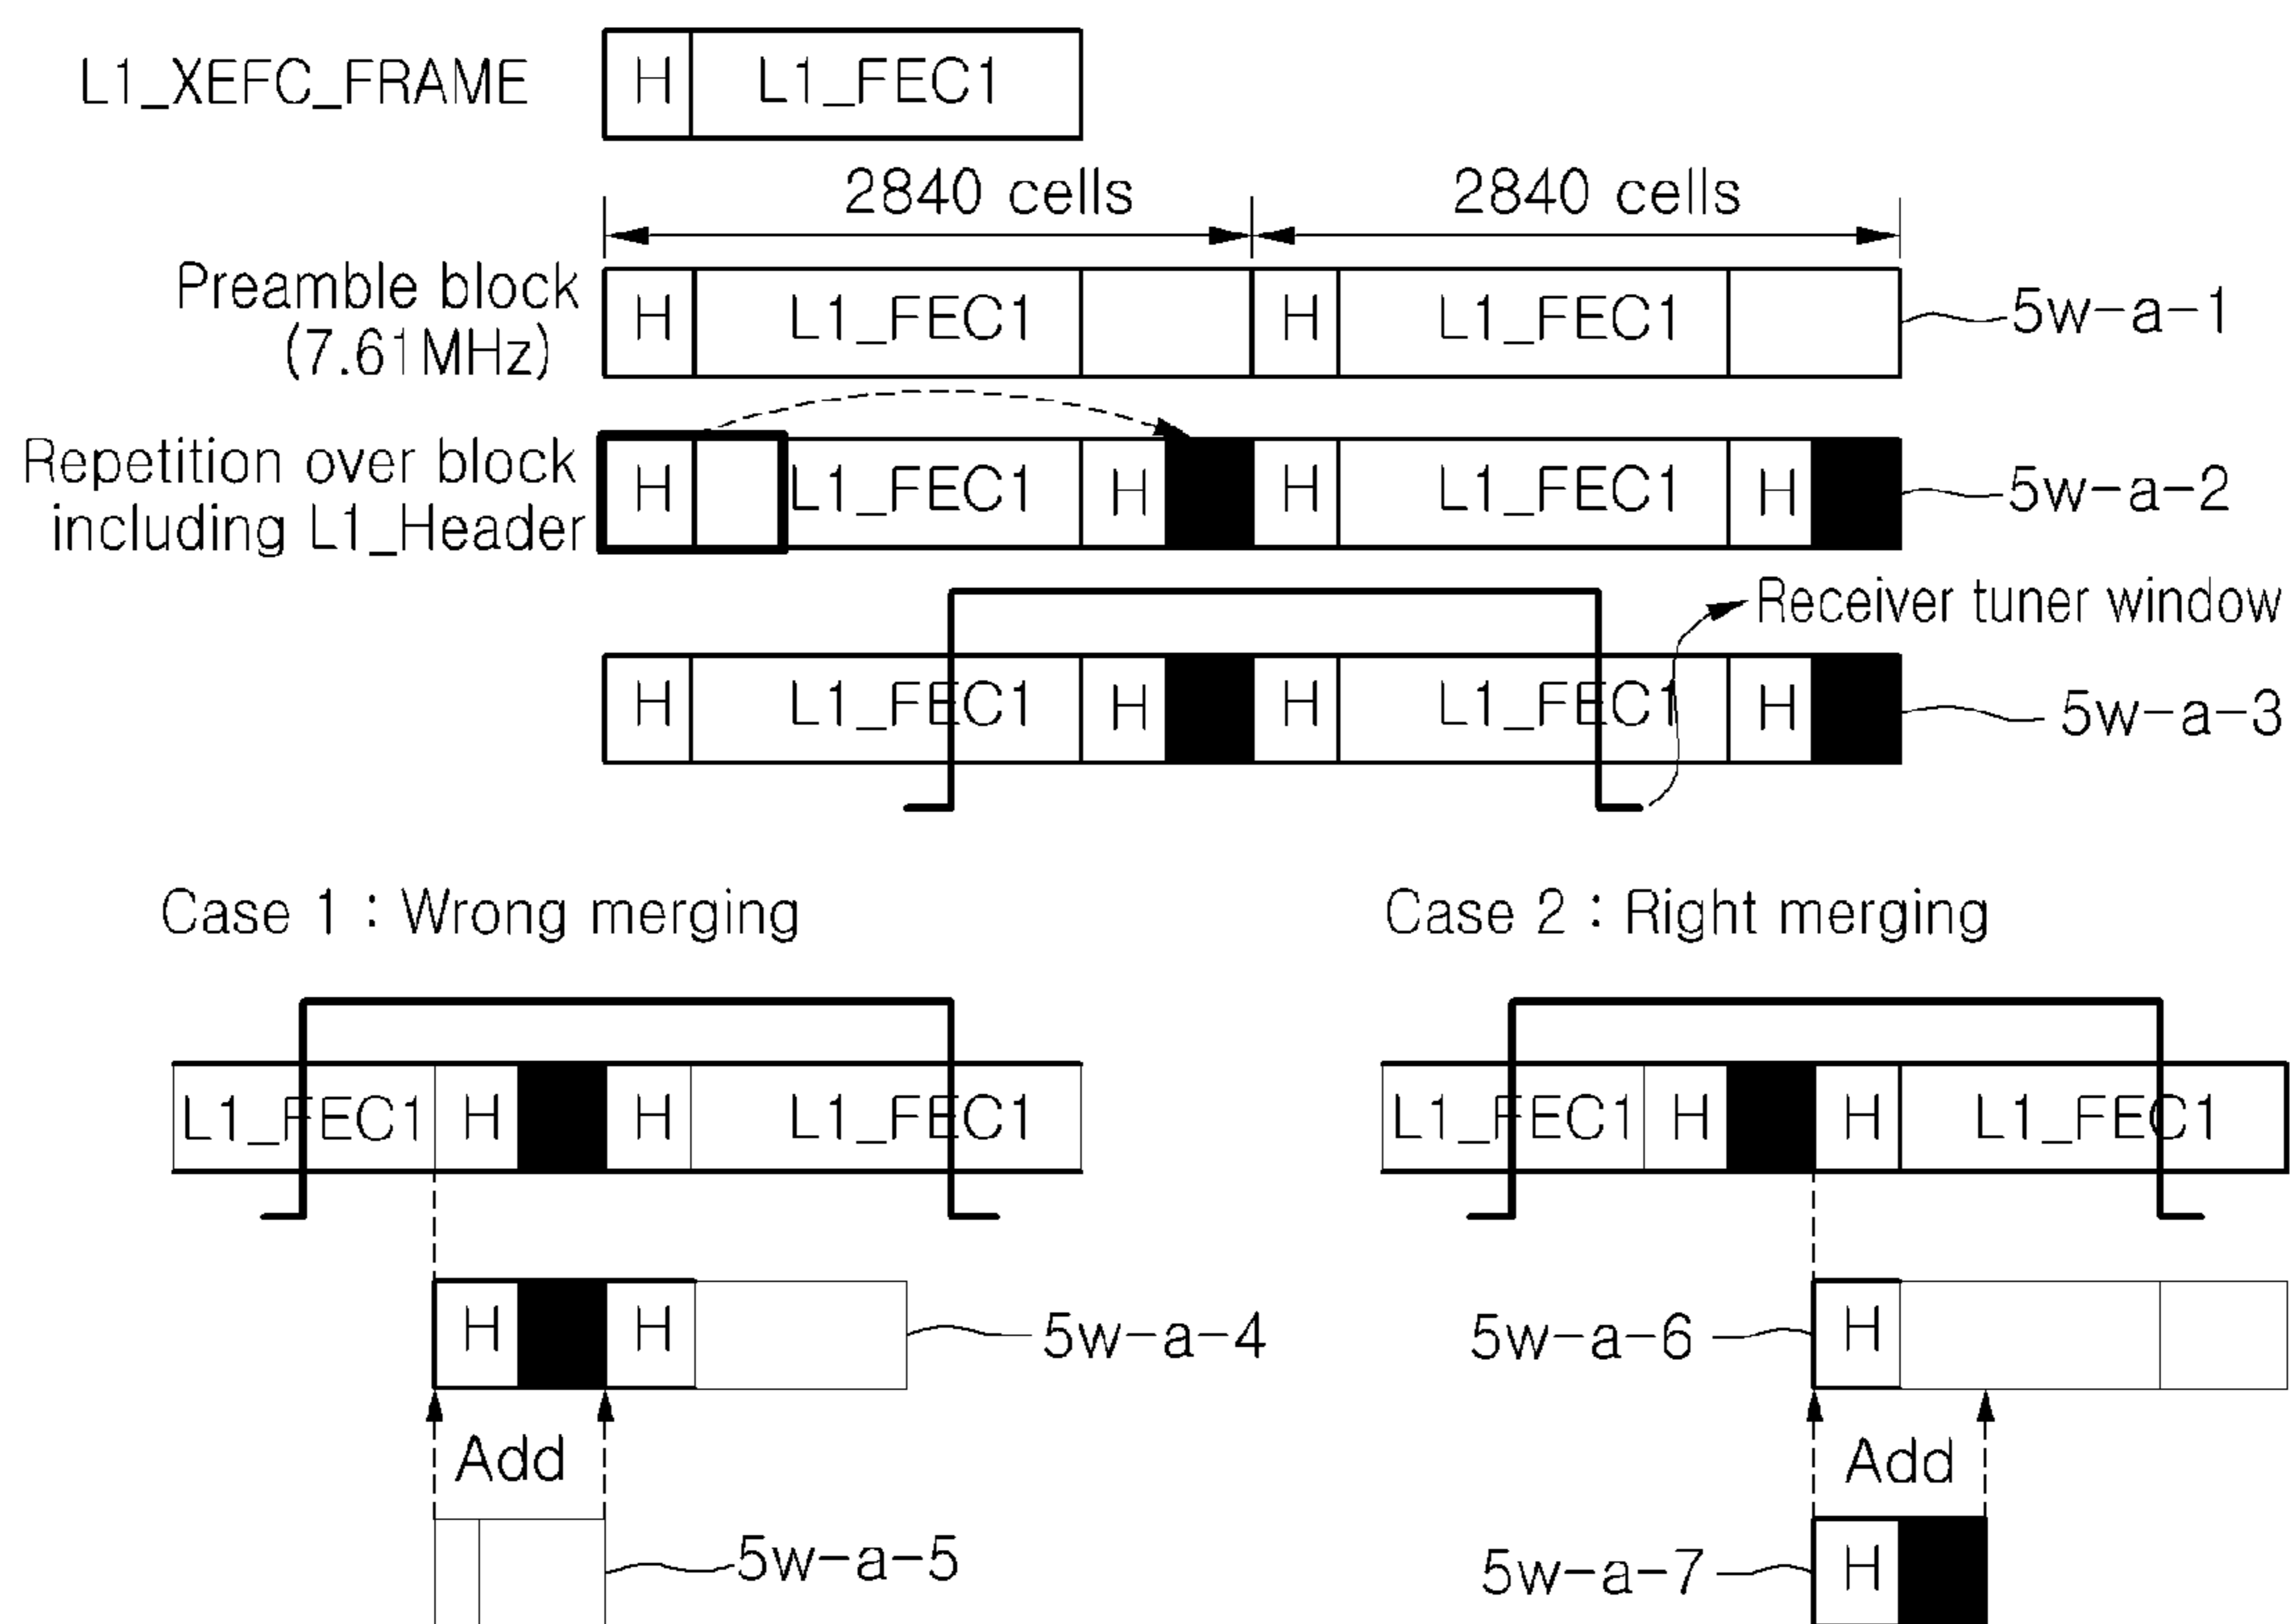 L1_XEFC_FRAME
H L1_FEC1
2840 cells 2840 cells
Preamble block
(7.61MHz)
H L1_FEC1 H L1_FEC1
5w-a-1
Repetition over block
including L1_Header
H L1_FEC1 H H L1_FEC1 H
5w-a-2
Receiver tuner window
H L1_FEC1 H H L1_FEC1 H
5w-a-3
Case 1 : Wrong merging
L1_FEC1 H H L1_FEC1
H H
5w-a-4
Add
5w-a-5
Case 2 : Right merging
L1_FEC1 H H L1_FEC1
5w-a-6
H
Add
5w-a-7
H